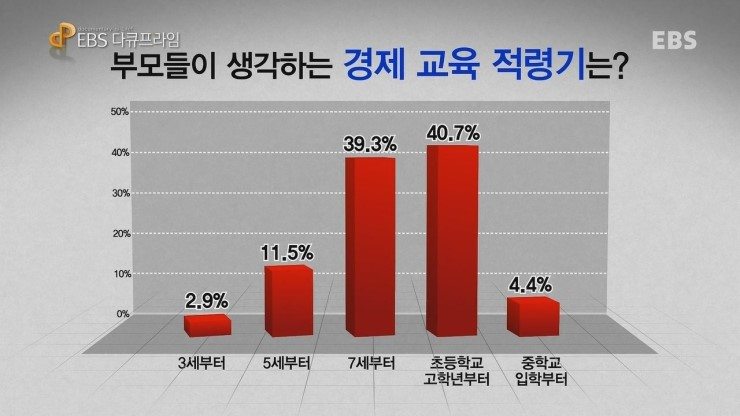 EBS 다큐프라임
EBS
부모들이 생각하는 경제 교육 적령기는?
50%
40%
30%
20%
10%
0%
2.9%
11.5%
39.3%
40.7%
4.4%
3세부터
5세부터
7세부터
초등학교
고학년부터
중학교
입학부터